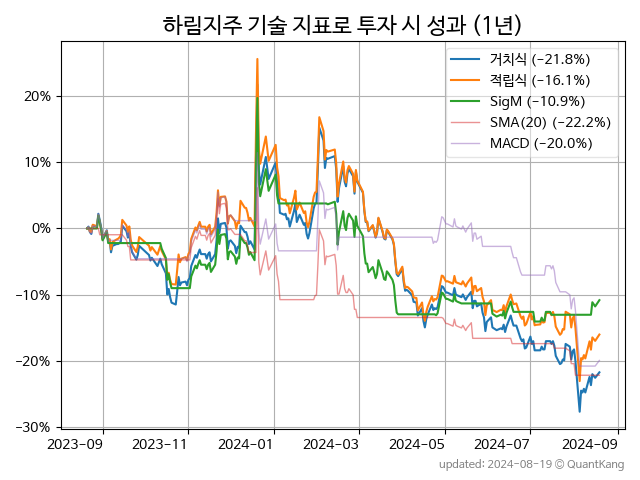 하림지주 기술 지표로 투자 시 성과 (1년)
거치식 (−21.8%)
적립식 (−16.1%)
SigM (−10.9%)
SMA(20) (−22.2%)
MACD (−20.0%)
20%
10%
0%
−10%
−20%
−30%
2023-09 2023-11 2024-01 2024-03 2024-05 2024-07 2024-09
updated: 2024-08-19 © QuantKang